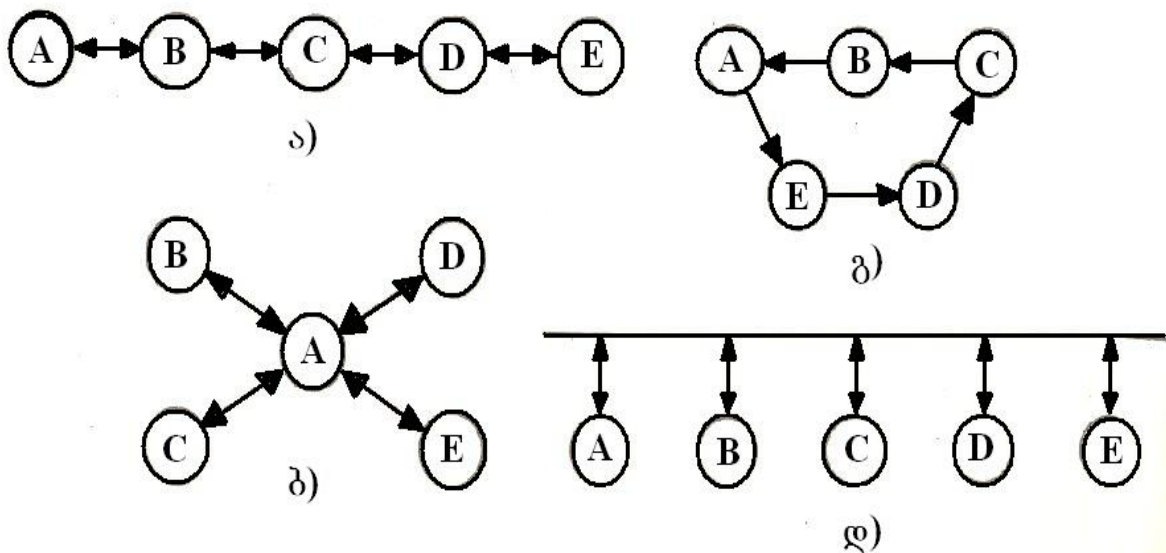 A B C D E
ა)
A B C
E D
გ)
B D
A
C E
ბ)
A B C D E
დ)